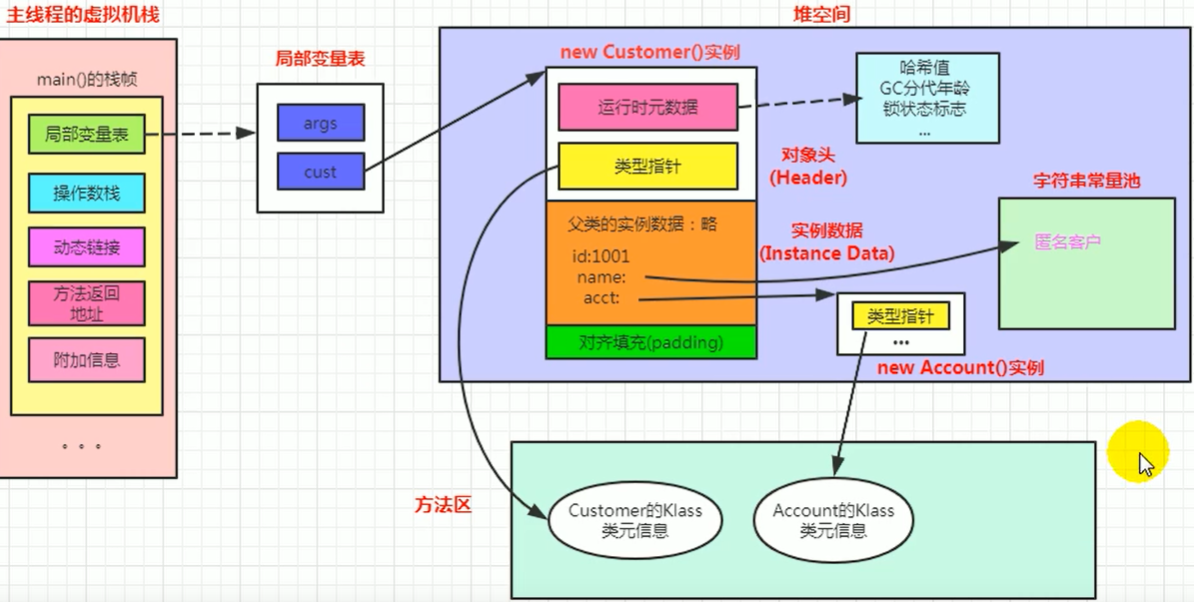 主线程的虚拟机栈
main()的栈帧
局部变量表
操作数栈
动态链接
方法返回
地址
附加信息
。。。
局部变量表
args
cust
堆空间
new Customer()实例
运行时元数据
类型指针
哈希值
GC分代年龄
锁状态标志
...
对象头
(Header)
父类的实例数据：略
id:1001
name:
acct:
实例数据
(Instance Data)
对齐填充(padding)
字符串常量池
匿名客户
类型指针
...
new Account()实例
方法区
Customer的Klass
类元信息
Account的Klass
类元信息